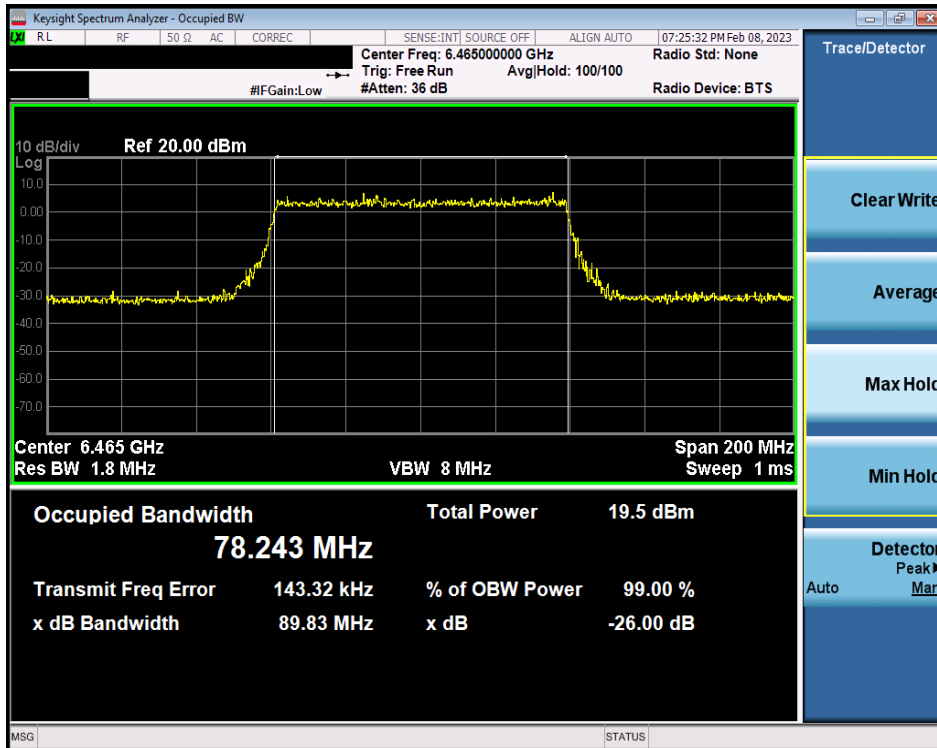 Keysight Spectrum Analyzer - Occupied BW
LXI RL RF 50 Ω AC CORREC SENSE:INT SOURCE OFF ALIGN AUTO 07:25:32 PM Feb 08, 2023
Center Freq: 6.465000000 GHz Radio Std: None
Trig: Free Run Avg|Hold: 100/100
#IFGain:Low #Atten: 36 dB Radio Device: BTS
Trace/Detector
10 dB/div Ref 20.00 dBm
Log
10.0
0.00
-10.0
-20.0
-30.0
-40.0
-50.0
-60.0
-70.0
Center 6.465 GHz Span 200 MHz
Res BW 1.8 MHz VBW 8 MHz Sweep 1 ms
Occupied Bandwidth Total Power 19.5 dBm
78.243 MHz
Transmit Freq Error 143.32 kHz % of OBW Power 99.00 %
x dB Bandwidth 89.83 MHz x dB -26.00 dB
Clear Write
Average
Max Hold
Min Hold
Detector
Peak
Auto Man
MSG STATUS